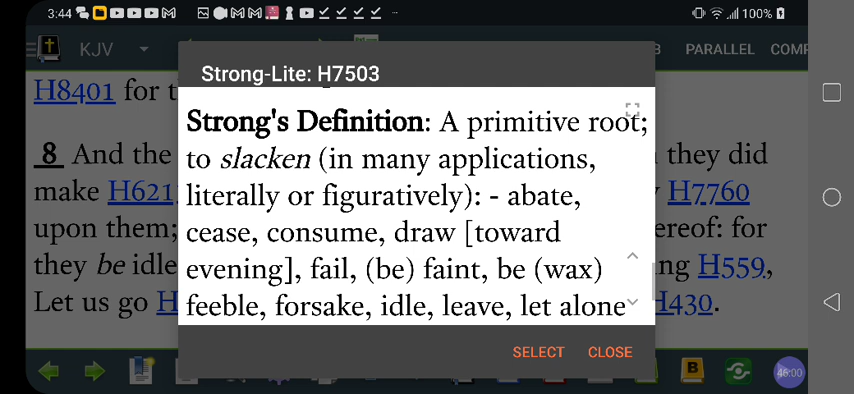 3:44 100%
KJV PARALLEL
Strong-Lite: H7503
H8401 for
Strong's Definition: A primitive root;
to slacken (in many applications,
literally or figuratively): - abate,
cease, consume, draw [toward
evening], fail, (be) faint, be (wax)
feeble, forsake, idle, leave, let alone
8 And the they did
make H621 H7760
upon them; for
they be idle H559,
Let us go H430.
SELECT CLOSE
B 46:00